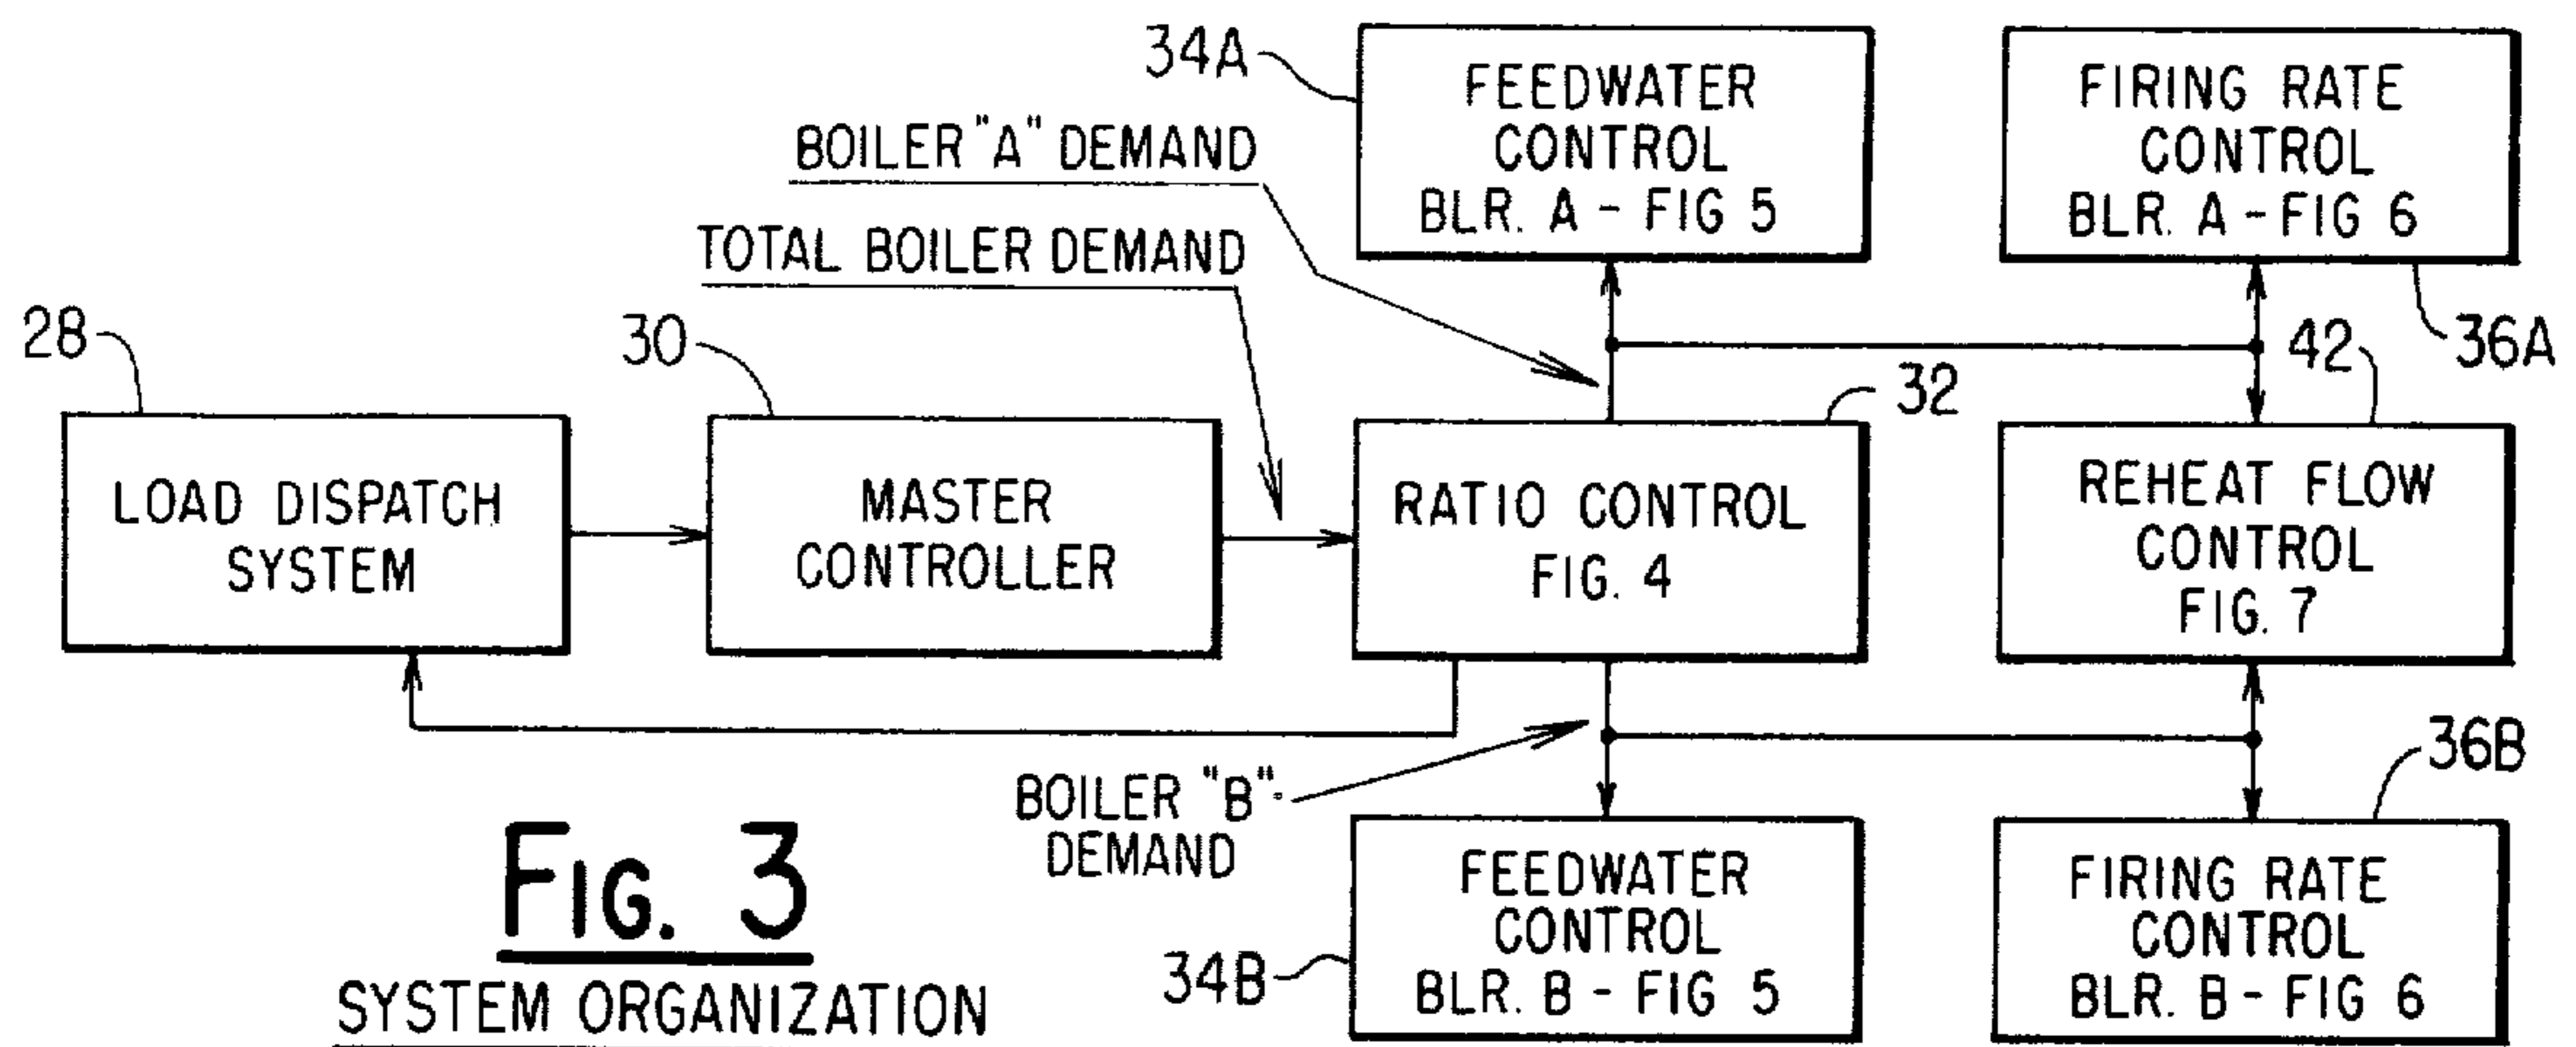 34A
FEEDWATER
CONTROL
BLR. A - FIG 5
FIRING RATE
CONTROL
BLR. A - FIG 6
36A
BOILER "A" DEMAND
TOTAL BOILER DEMAND
28
LOAD DISPATCH
SYSTEM
30
MASTER
CONTROLLER
32
RATIO CONTROL
FIG. 4
42
REHEAT FLOW
CONTROL
FIG. 7
BOILER "B"
DEMAND
34B
FEEDWATER
CONTROL
BLR. B - FIG 5
36B
FIRING RATE
CONTROL
BLR. B - FIG 6
FIG. 3
SYSTEM ORGANIZATION